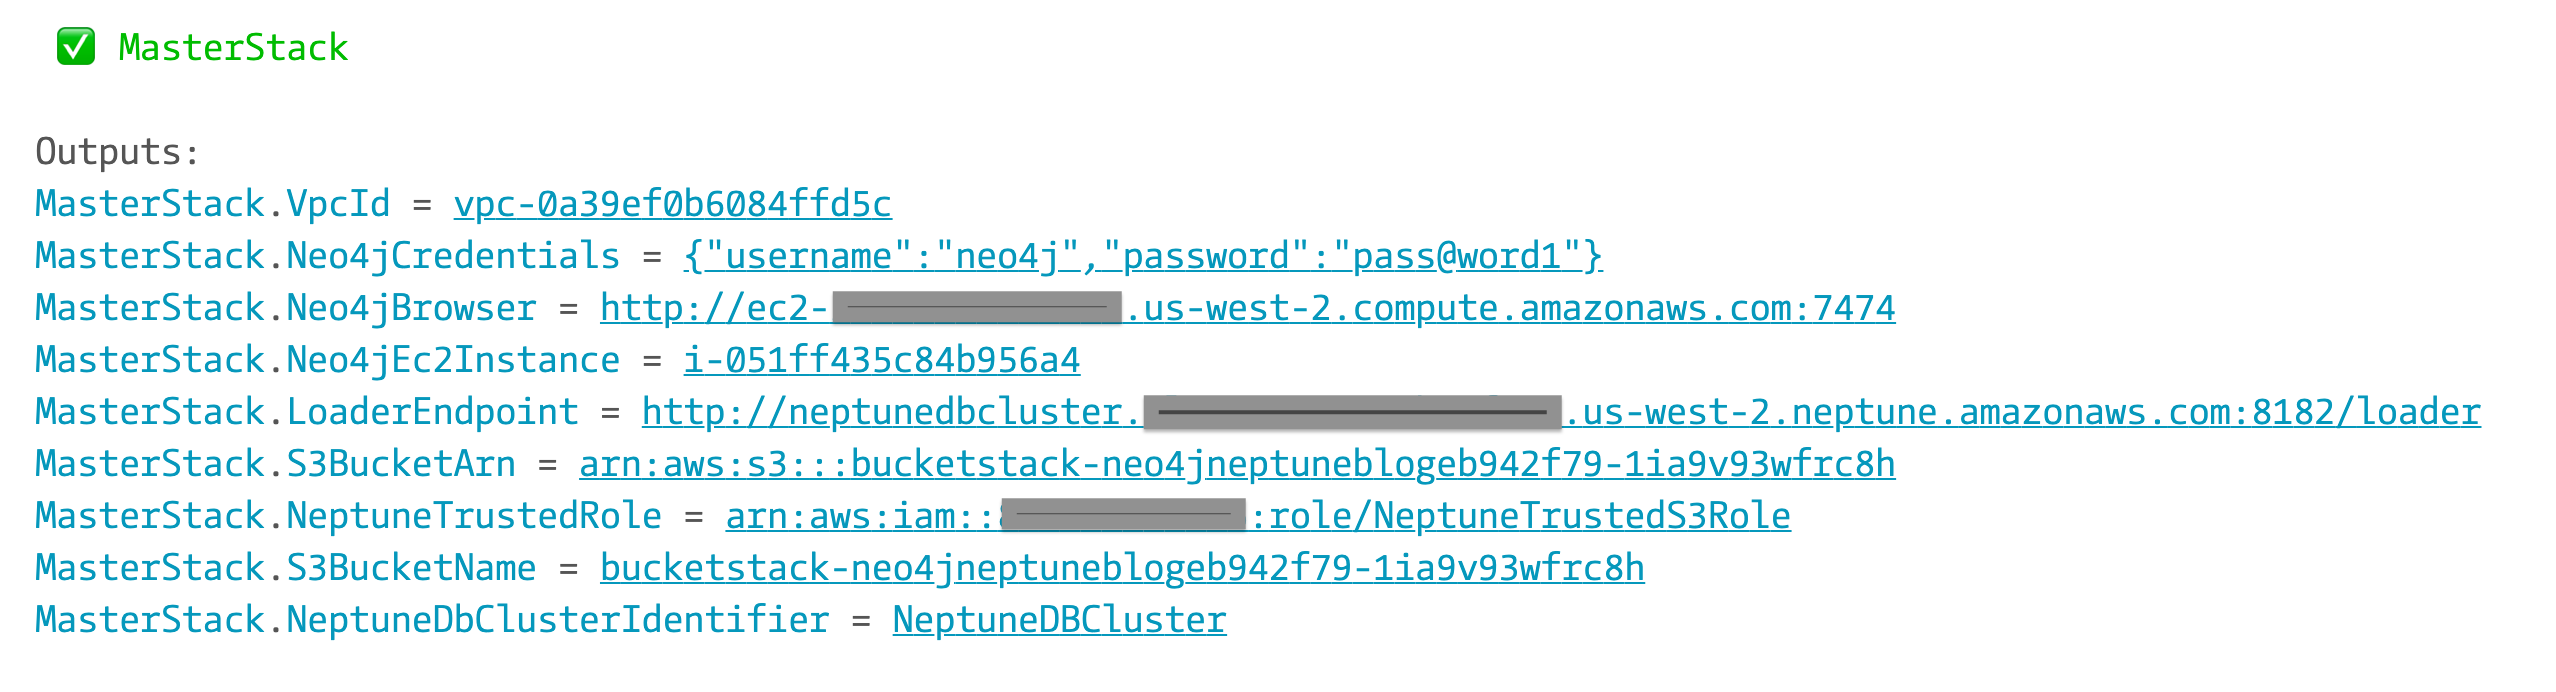 ✅ MasterStack
Outputs:
MasterStack.VpcId = vpc-0a39ef0b6084ffd5c
MasterStack.Neo4jCredentials = {"username":"neo4j","password":"pass@word1"}
MasterStack.Neo4jBrowser = http://ec2- .us-west-2.compute.amazonaws.com:7474
MasterStack.Neo4jEc2Instance = i-051ff435c84b956a4
MasterStack.LoaderEndpoint = http://neptunedbcluster. .us-west-2.neptune.amazonaws.com:8182/loader
MasterStack.S3BucketArn = arn:aws:s3:::bucketstack-neo4jneptuneblogeb942f79-1ia9v93wfrc8h
MasterStack.NeptuneTrustedRole = arn:aws:iam:: :role/NeptuneTrustedS3Role
MasterStack.S3BucketName = bucketstack-neo4jneptuneblogeb942f79-1ia9v93wfrc8h
MasterStack.NeptuneDbClusterIdentifier = NeptuneDBCluster